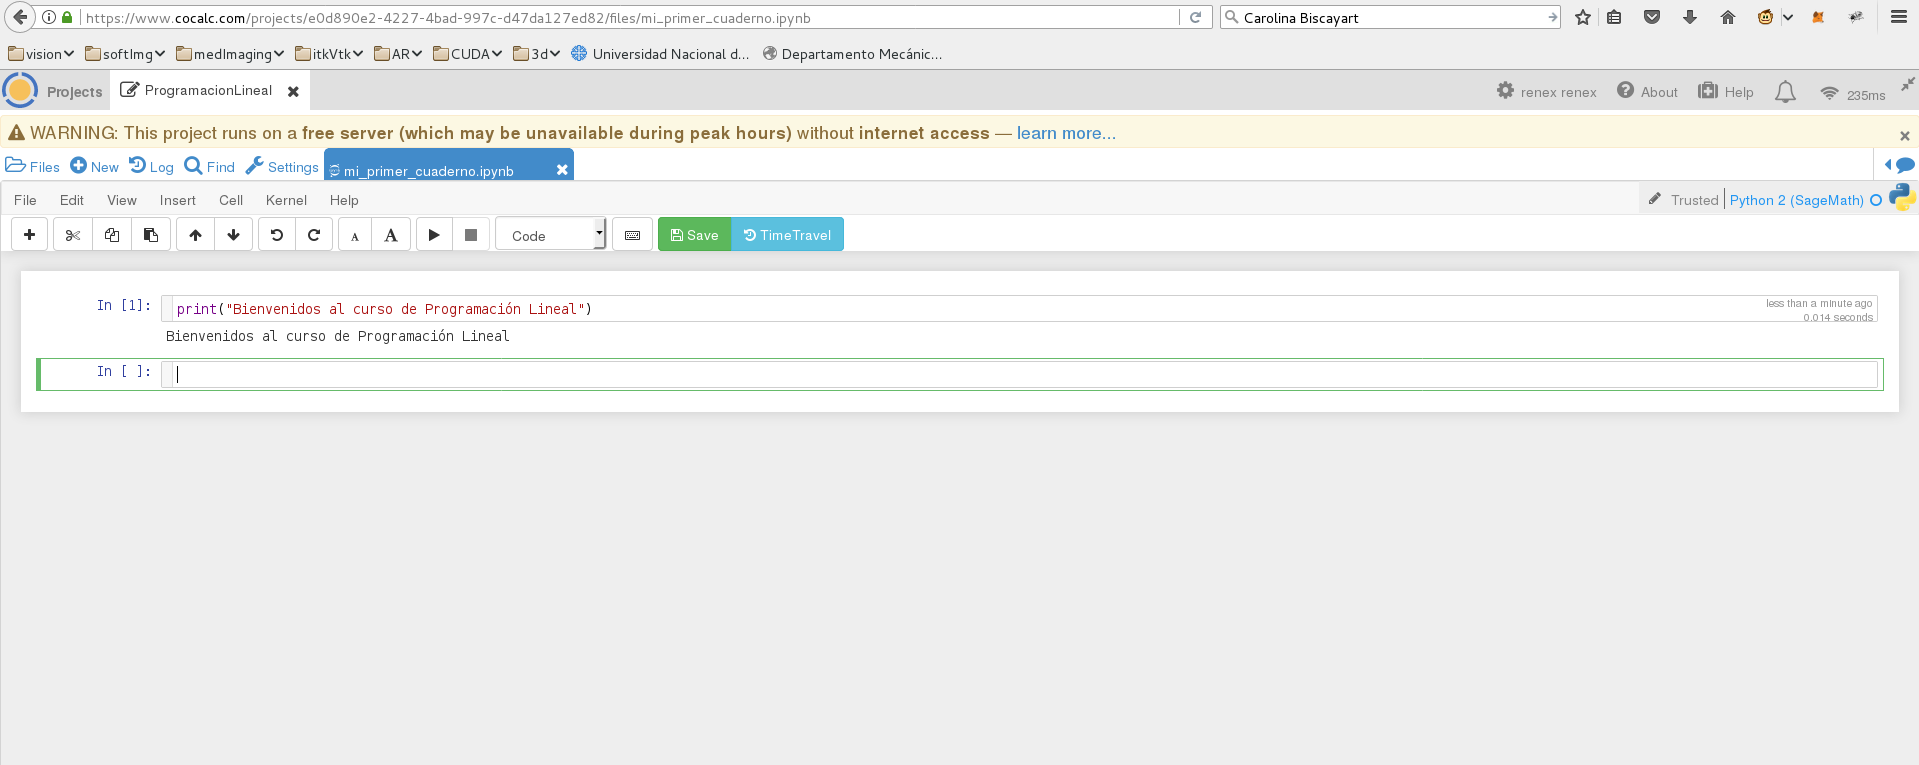 https://www.cocalc.com/projects/e0d890e2-4227-4bad-997c-d47da127ed82/files/mi_primer_cuaderno.ipynb
Carolina Biscayart
vision softImg medImaging itkVtk AR CUDA 3d Universidad Nacional d... Departamento Mecánic...
Projects ProgramacionLineal renex renex About Help 235ms
WARNING: This project runs on a free server (which may be unavailable during peak hours) without internet access — learn more...
Files New Log Find Settings mi_primer_cuaderno.ipynb
File Edit View Insert Cell Kernel Help Trusted Python 2 (SageMath)
A A Code Save TimeTravel
In [1]: print("Bienvenidos al curso de Programación Lineal") less than a minute ago
0.014 seconds
Bienvenidos al curso de Programación Lineal
In [ ]: